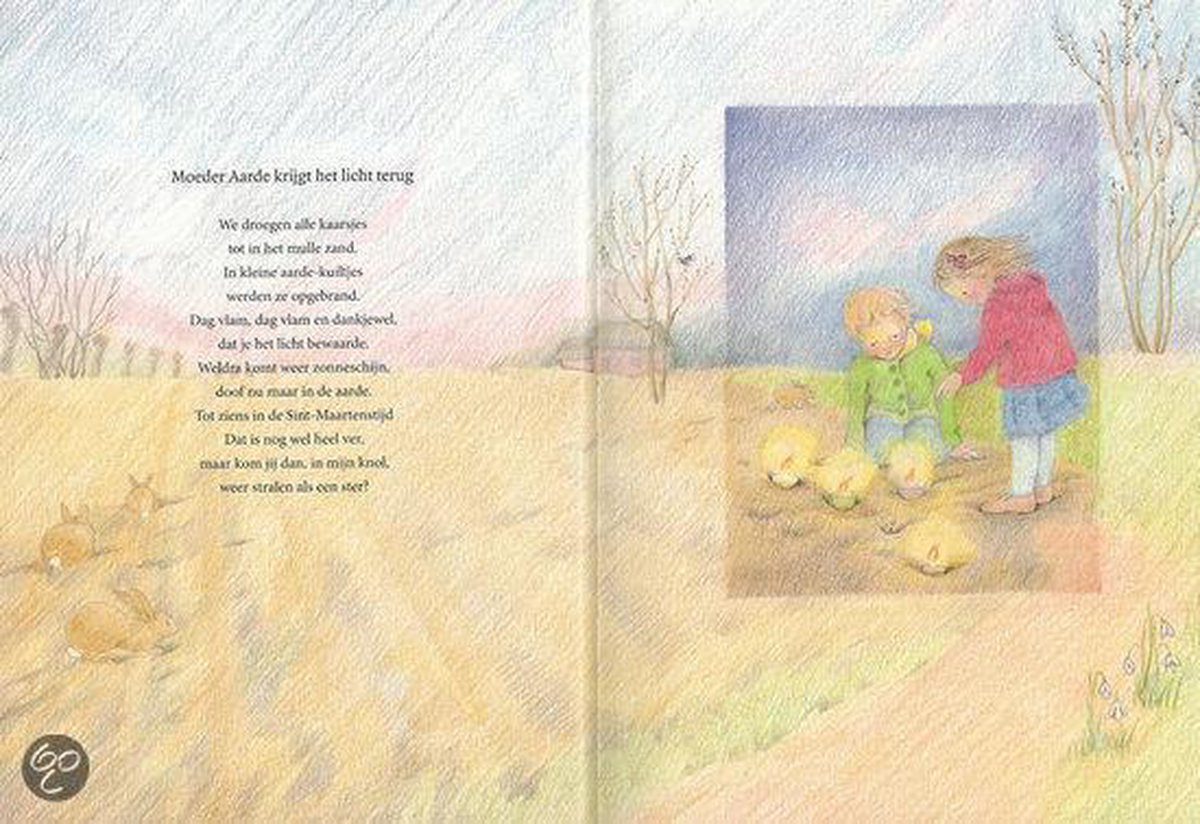 Moeder Aarde krijgt het licht terug
We droegen alle kaarsjes
tot in het mulle zand.
In kleine aarde-kuiltjes
werden ze opgebrand.
Dag vlam, dag vlam en dankjewel,
dat je het licht bewaarde.
Weldra komt weer zonneschijn,
doof nu maar in de aarde.
Tot ziens in de Sint-Maartenstijd
Dat is nog wel heel ver,
maar kom jij dan, in mijn knol,
weer stralen als een ster?